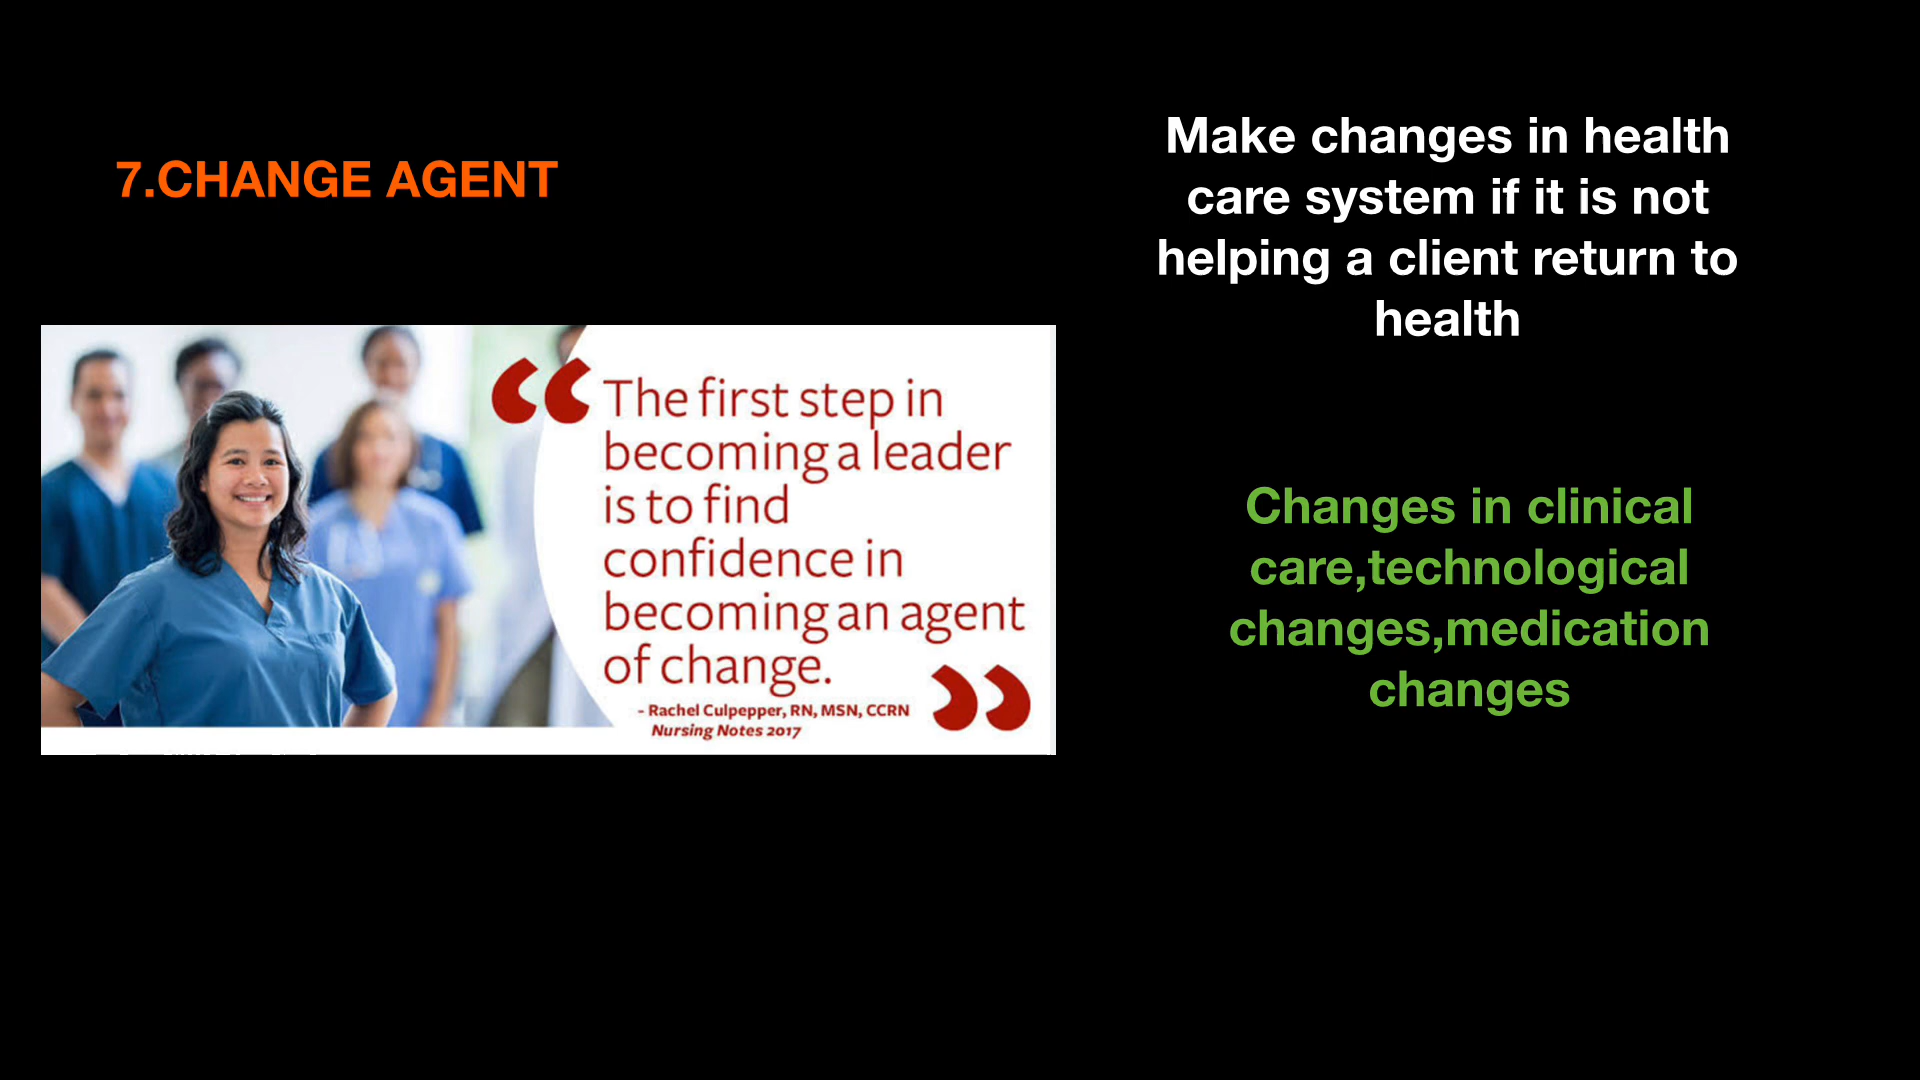 7.CHANGE AGENT
“The first step in
becoming a leader
is to find
confidence in
becoming an agent
of change.”
- Rachel Culpepper, RN, MSN, CCRN
Nursing Notes 2017
Make changes in health
care system if it is not
helping a client return to
health
Changes in clinical
care,technological
changes,medication
changes